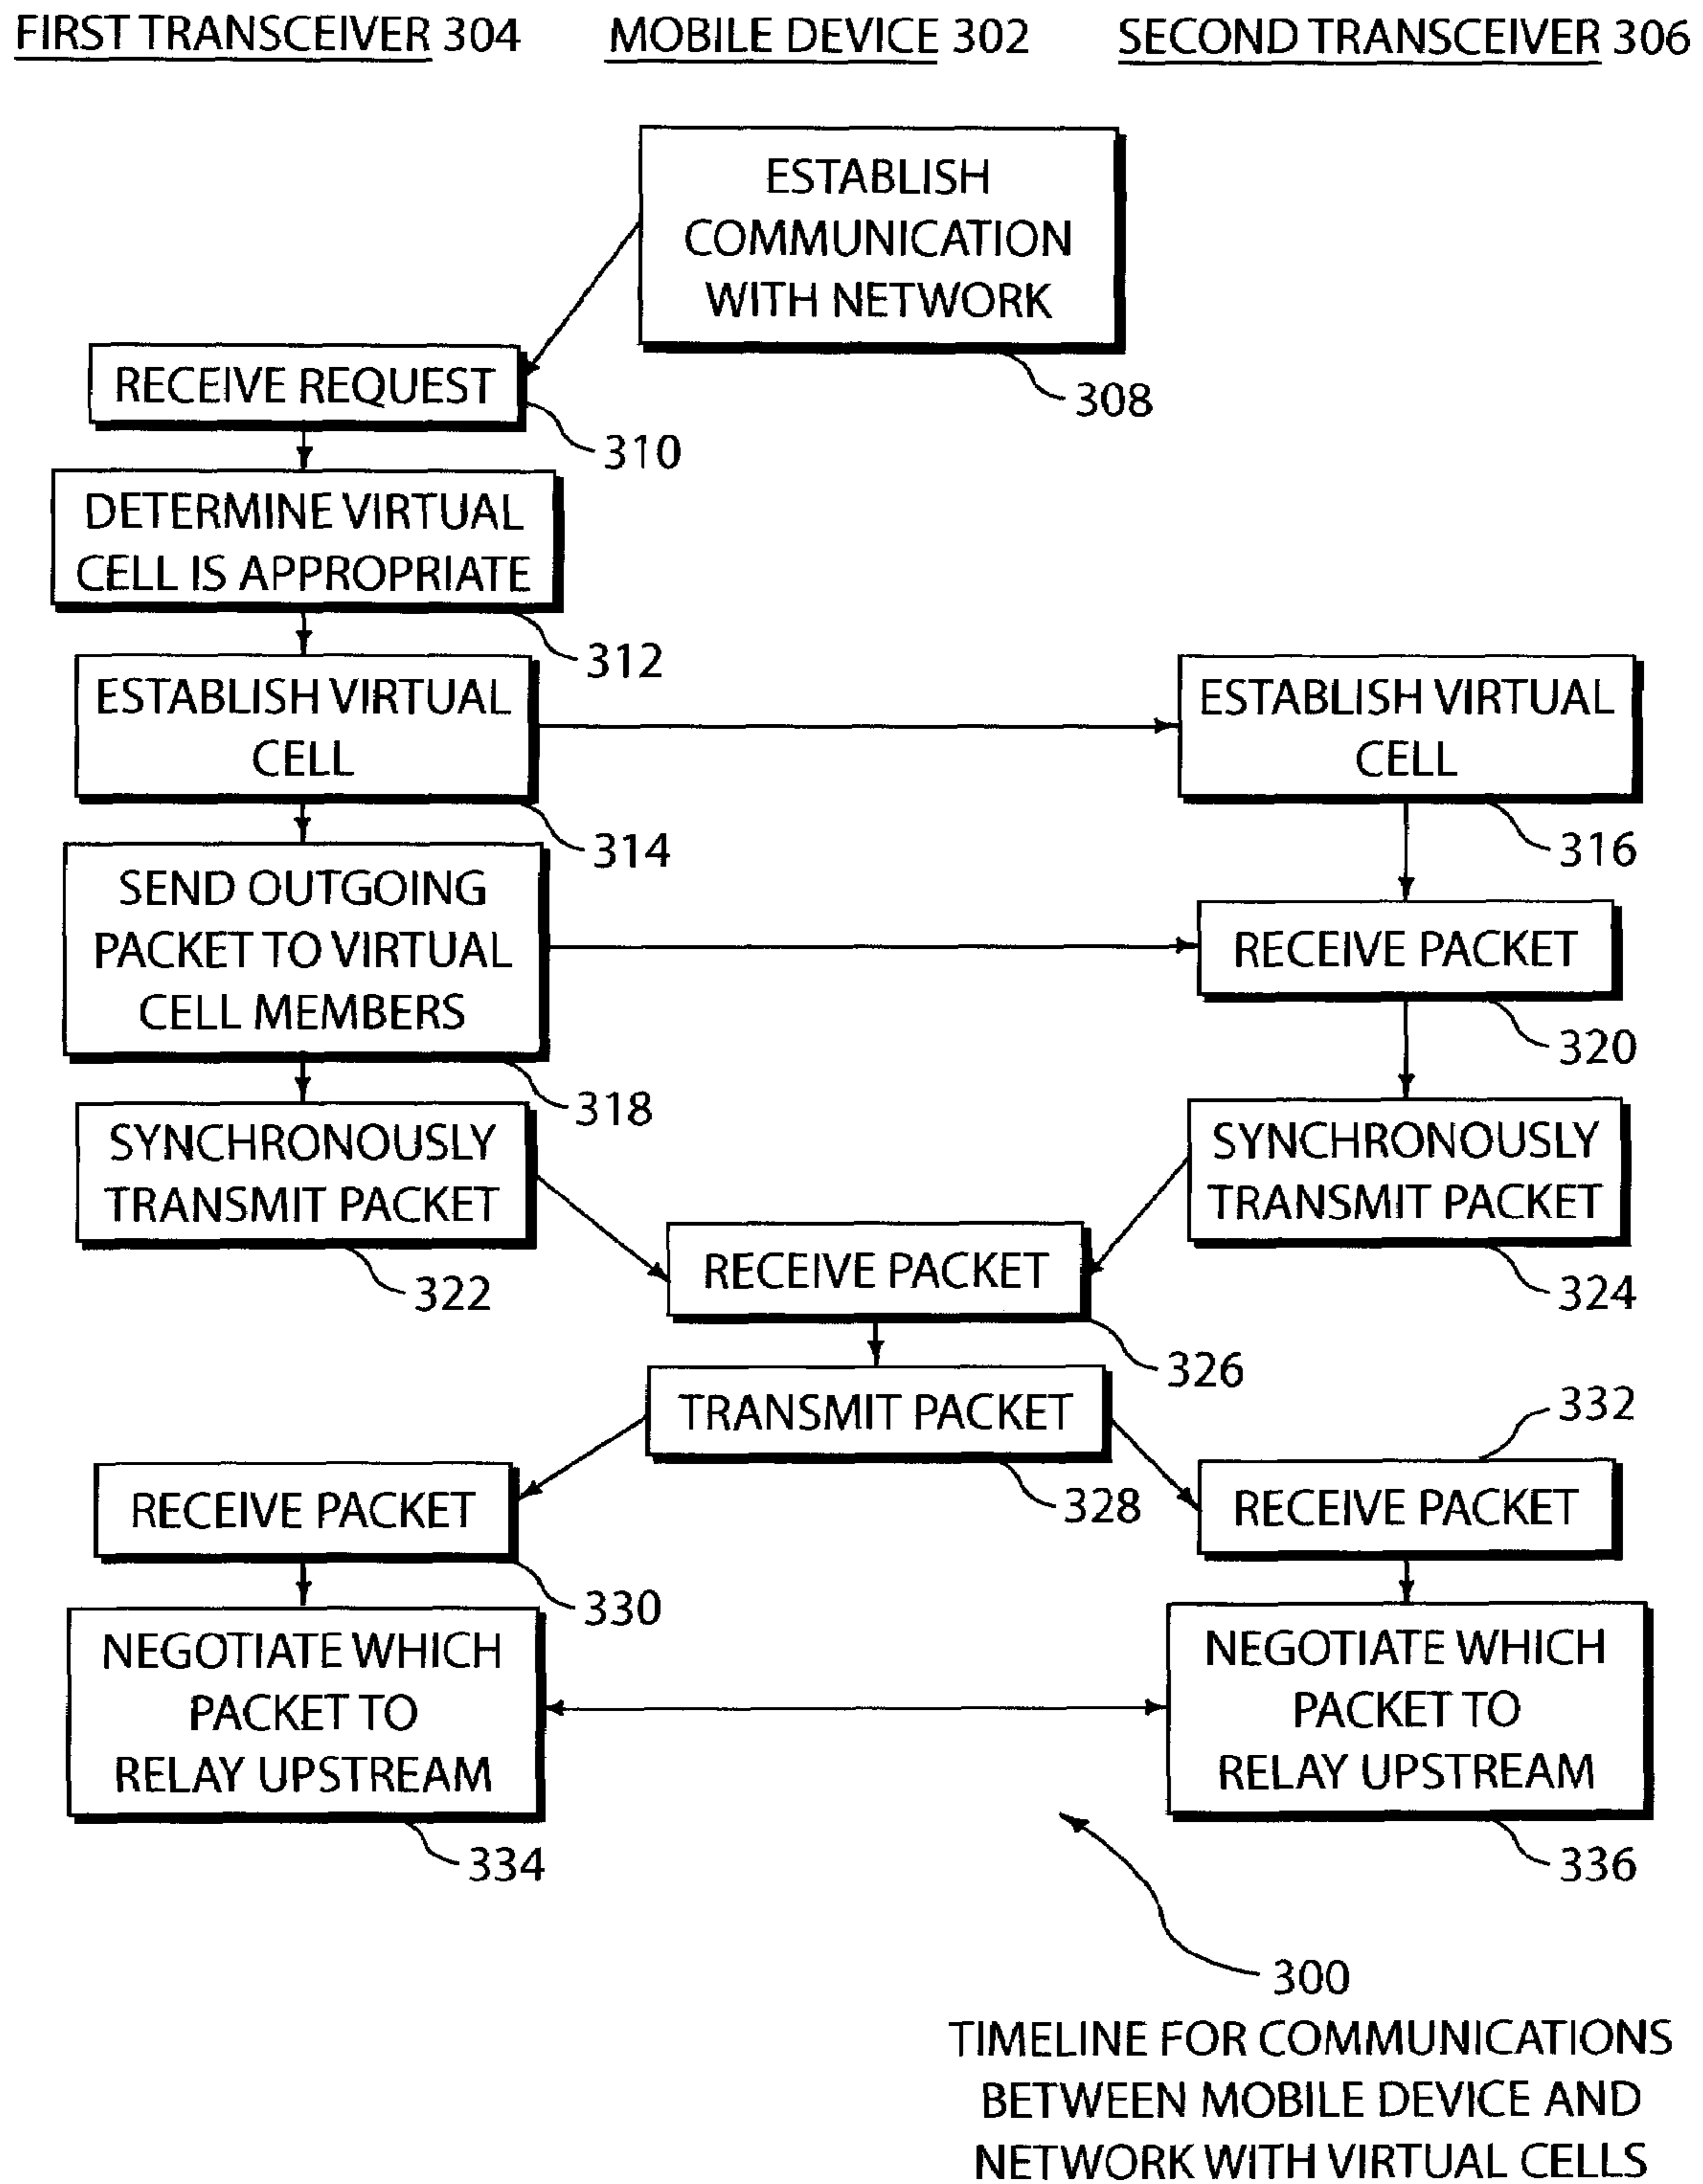 FIRST TRANSCEIVER 304
MOBILE DEVICE 302
SECOND TRANSCEIVER 306
ESTABLISH
COMMUNICATION
WITH NETWORK
308
RECEIVE REQUEST
310
DETERMINE VIRTUAL
CELL IS APPROPRIATE
312
ESTABLISH VIRTUAL
CELL
314
ESTABLISH VIRTUAL
CELL
316
SEND OUTGOING
PACKET TO VIRTUAL
CELL MEMBERS
318
RECEIVE PACKET
320
SYNCHRONOUSLY
TRANSMIT PACKET
322
SYNCHRONOUSLY
TRANSMIT PACKET
324
RECEIVE PACKET
326
TRANSMIT PACKET
328
RECEIVE PACKET
330
332
RECEIVE PACKET
NEGOTIATE WHICH
PACKET TO
RELAY UPSTREAM
334
NEGOTIATE WHICH
PACKET TO
RELAY UPSTREAM
336
300
TIMELINE FOR COMMUNICATIONS
BETWEEN MOBILE DEVICE AND
NETWORK WITH VIRTUAL CELLS